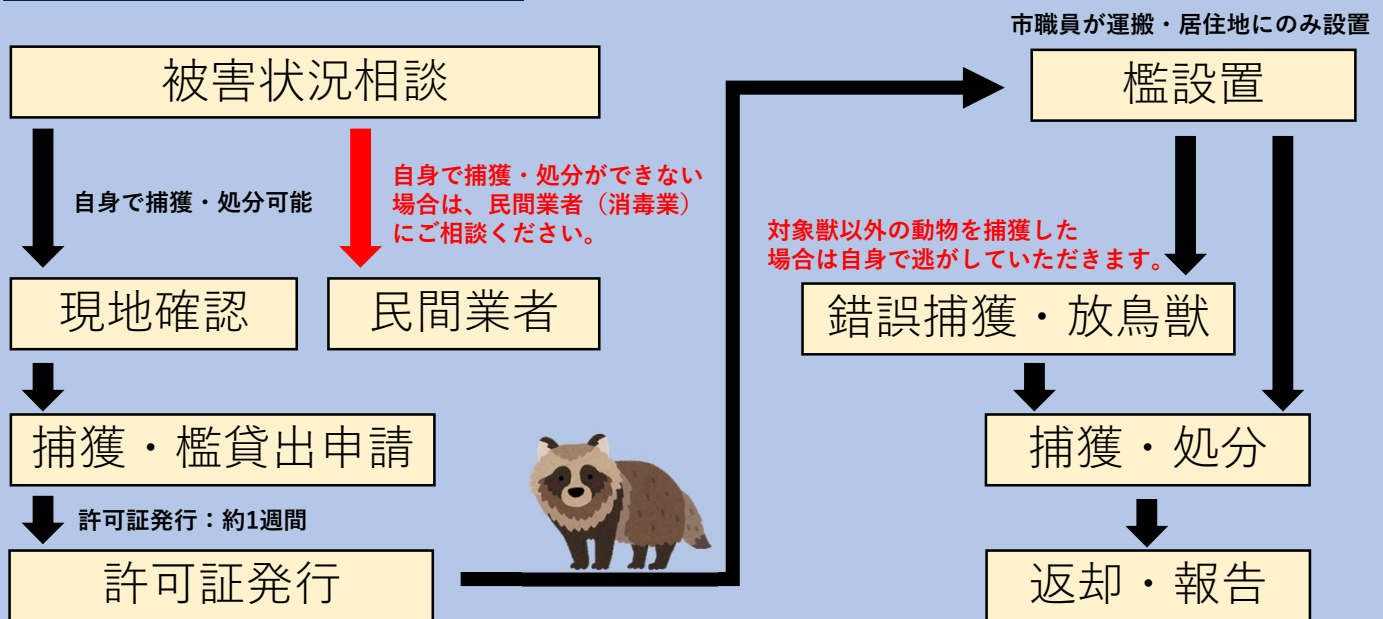 被害状況相談
自身で捕獲・処分可能
自身で捕獲・処分ができない
場合は、民間業者（消毒業）
にご相談ください。
現地確認
民間業者
捕獲・檻貸出申請
許可証発行：約1週間
許可証発行
市職員が運搬・居住地にのみ設置
檻設置
対象獣以外の動物を捕獲した
場合は自身で逃がしていただきます。
錯誤捕獲・放鳥獣
捕獲・処分
返却・報告